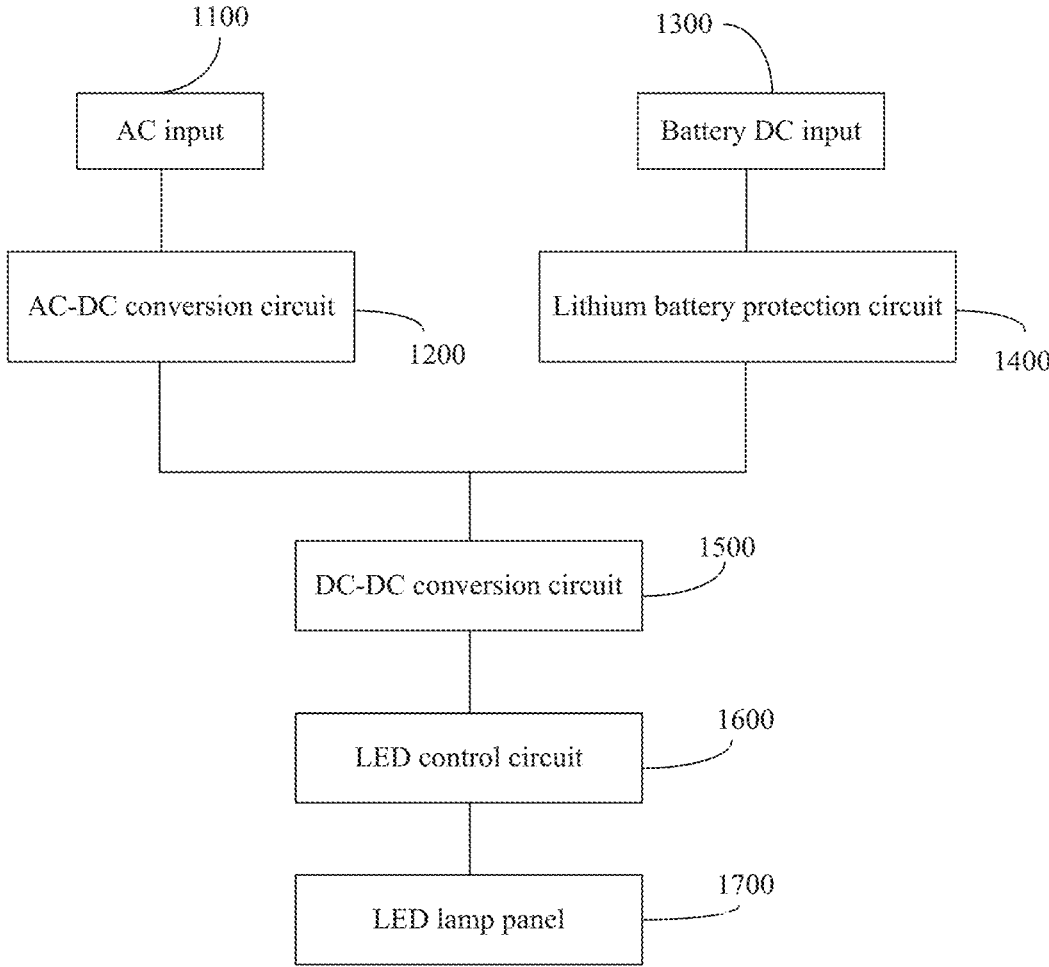 1100
1300
AC input
Battery DC input
AC-DC conversion circuit
Lithium battery protection circuit
1200
1400
1500
DC-DC conversion circuit
1600
LED control circuit
1700
LED lamp panel